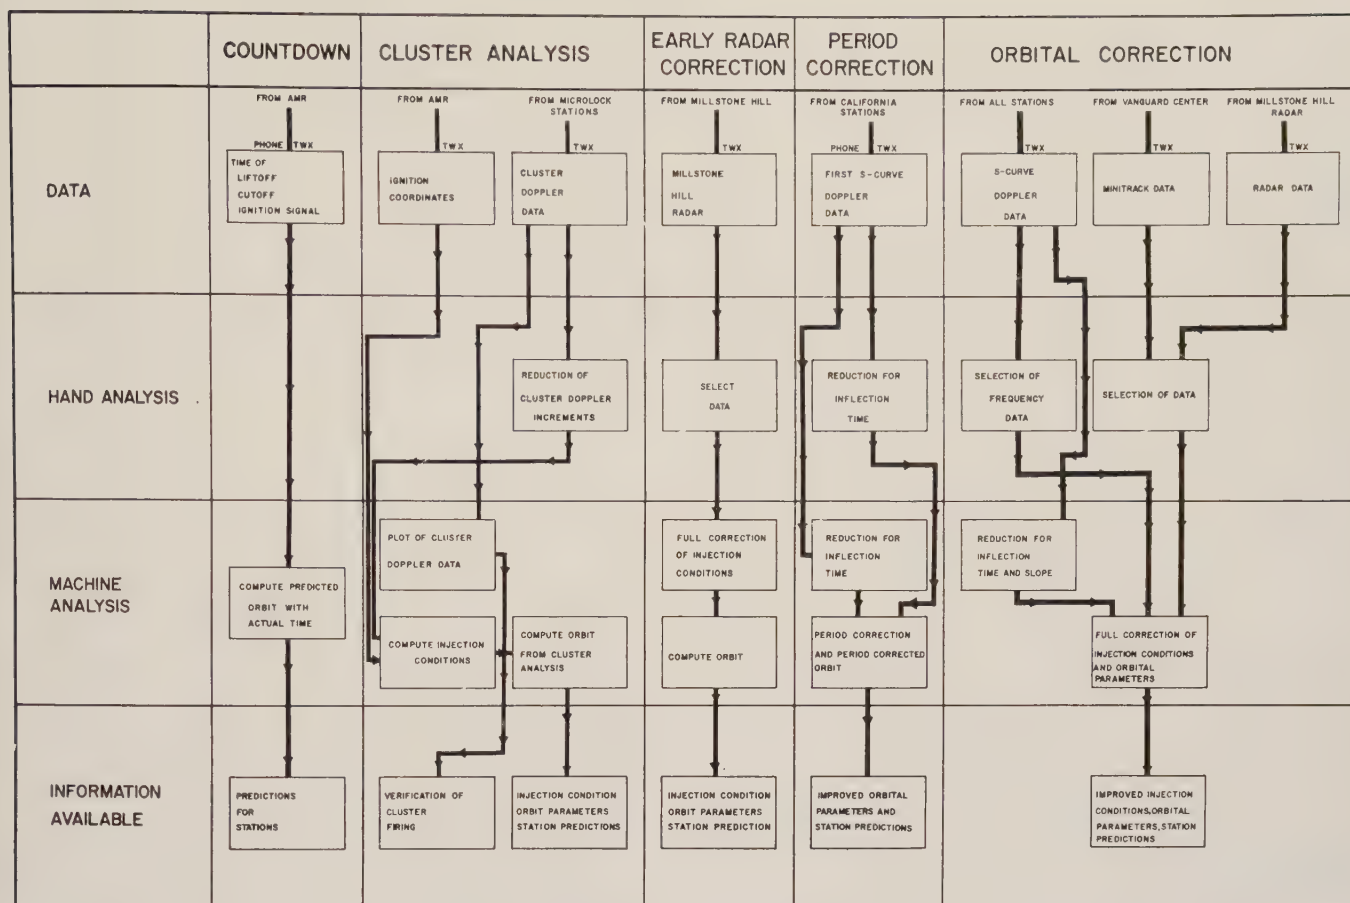 COUNTDOWN
CLUSTER ANALYSIS
EARLY RADAR
CORRECTION
PERIOD
CORRECTION
ORBITAL CORRECTION
DATA
FROM AMR
PHONE TWX
TIME OF
LIFTOFF
CUTOFF
IGNITION SIGNAL
FROM AMR
TWX
IGNITION
COORDINATES
FROM MICROLOCK
STATIONS
TWX
CLUSTER
DOPPLER
DATA
FROM MILLSTONE HILL
TWX
MILLSTONE
HILL
RADAR
FROM CALIFORNIA
STATIONS
PHONE TWX
FIRST S-CURVE
DOPPLER
DATA
FROM ALL STATIONS
TWX
S-CURVE
DOPPLER
DATA
FROM VANGUARD CENTER
TWX
MINITRACK DATA
FROM MILLSTONE HILL
RADAR
TWX
RADAR DATA
HAND ANALYSIS
REDUCTION OF
CLUSTER DOPPLER
INCREMENTS
SELECT
DATA
REDUCTION FOR
INFLECTION
TIME
SELECTION OF
FREQUENCY
DATA
SELECTION OF DATA
MACHINE
ANALYSIS
COMPUTE PREDICTED
ORBIT WITH
ACTUAL TIME
PLOT OF CLUSTER
DOPPLER DATA
COMPUTE INJECTION
CONDITIONS
COMPUTE ORBIT
FROM CLUSTER
ANALYSIS
FULL CORRECTION
OF INJECTION
CONDITIONS
COMPUTE ORBIT
REDUCTION FOR
INFLECTION
TIME
PERIOD CORRECTION
AND PERIOD CORRECTED
ORBIT
REDUCTION FOR
INFLECTION
TIME AND SLOPE
FULL CORRECTION OF
INJECTION CONDITIONS
AND ORBITAL
PARAMETERS
INFORMATION
AVAILABLE
PREDICTIONS
FOR
STATIONS
VERIFICATION OF
CLUSTER
FIRING
INJECTION CONDITION
ORBIT PARAMETERS
STATION PREDICTIONS
INJECTION CONDITION
ORBIT PARAMETERS
STATION PREDICTION
IMPROVED ORBITAL
PARAMETERS AND
STATION PREDICTIONS
IMPROVED INJECTION
CONDITIONS, ORBITAL
PARAMETERS, STATION
PREDICTIONS